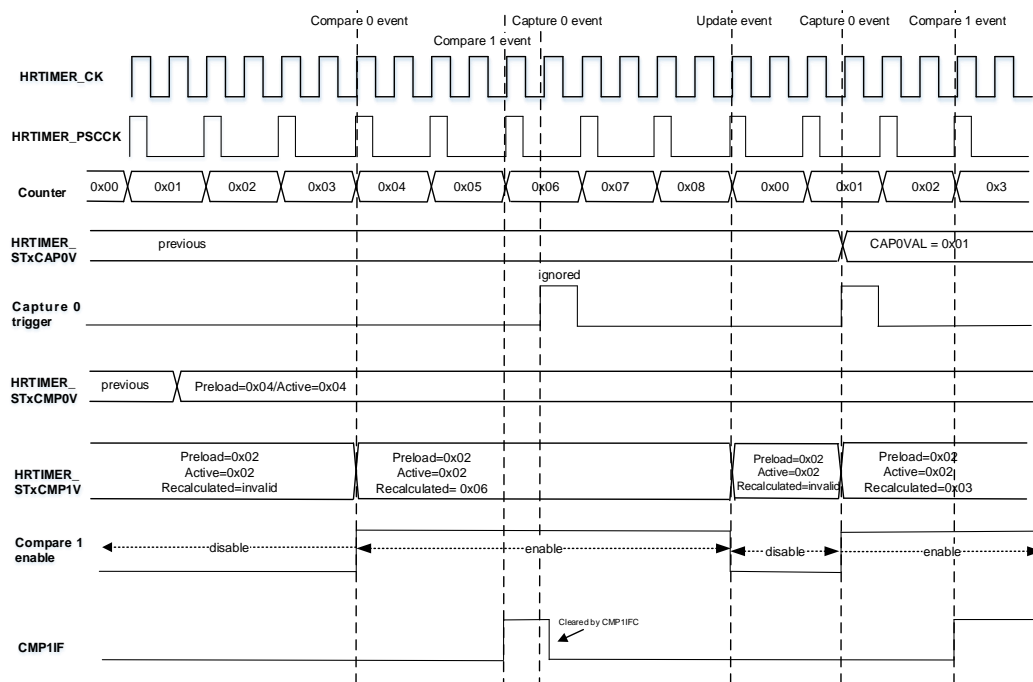 Compare 0 event
Capture 0 event
Update event
Capture 0 event
Compare 1 event
Compare 1 event
HRTIMER_CK
HRTIMER_PSCCK
Counter
0x00
0x01
0x02
0x03
0x04
0x05
0x06
0x07
0x08
0x00
0x01
0x02
0x3
HRTIMER_
STxCAP0V
previous
CAP0VAL = 0x01
ignored
Capture 0
trigger
HRTIMER_
STxCMP0V
previous
Preload=0x04/Active=0x04
HRTIMER_
STxCMP1V
Preload=0x02
Active=0x02
Recalculated=invalid
Preload=0x02
Active=0x02
Recalculated= 0x06
Preload=0x02
Active=0x02
Recalculated=invalid
Preload=0x02
Active=0x02
Recalculated=0x03
Compare 1
enable
disable
enable
disable
enable
CMP1IF
Cleared by CMP1IFC